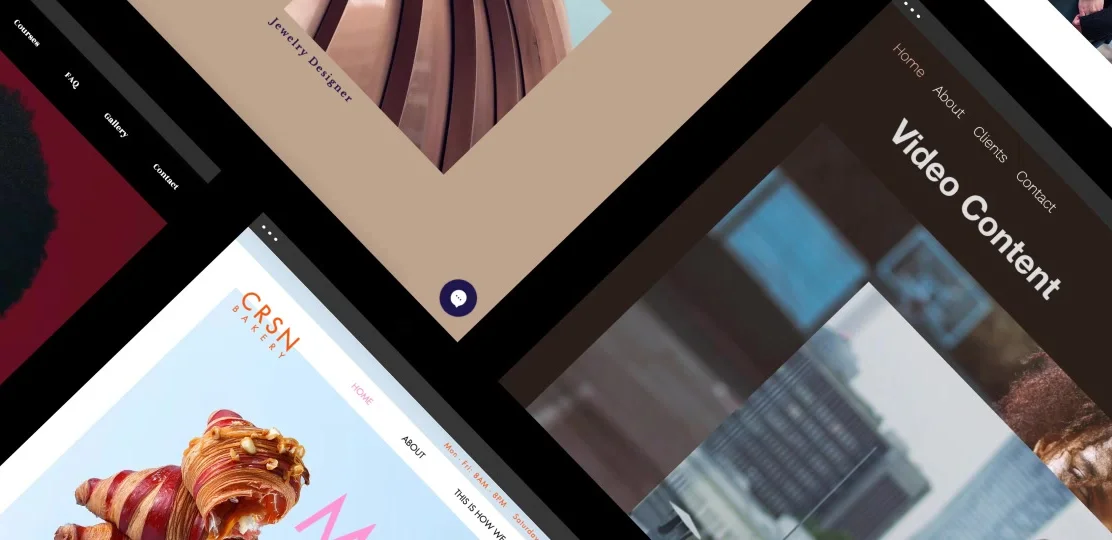 Courses
FAQ
Gallery
Contact
Jewelry Designer
CRSN
BAKERY
HOME
ABOUT
THIS IS HOW WE
Mon - Fri: 8AM - 8PM Saturday
Home
About
Clients
Contact
Video Content